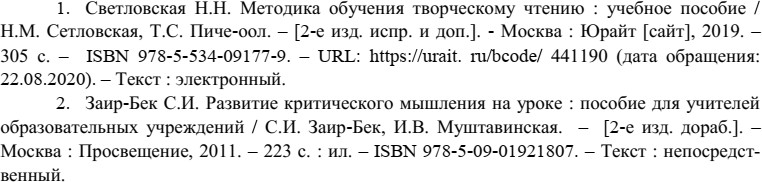 1. Светловская Н.Н. Методика обучения творческому чтению : учебное пособие /
Н.М. Сетловская, Т.С. Пиче-оол. – [2-е изд. испр. и доп.]. - Москва : Юрайт [сайт], 2019. –
305 с. – ISBN 978-5-534-09177-9. – URL: https://urait. ru/bcode/ 441190 (дата обращения:
22.08.2020). – Текст : электронный.
2. Заир-Бек С.И. Развитие критического мышления на уроке : пособие для учителей
образовательных учреждений / С.И. Заир-Бек, И.В. Муштавинская. – [2-е изд. дораб.]. –
Москва : Просвещение, 2011. – 223 с. : ил. – ISBN 978-5-09-01921807. – Текст : непосредст-
венный.